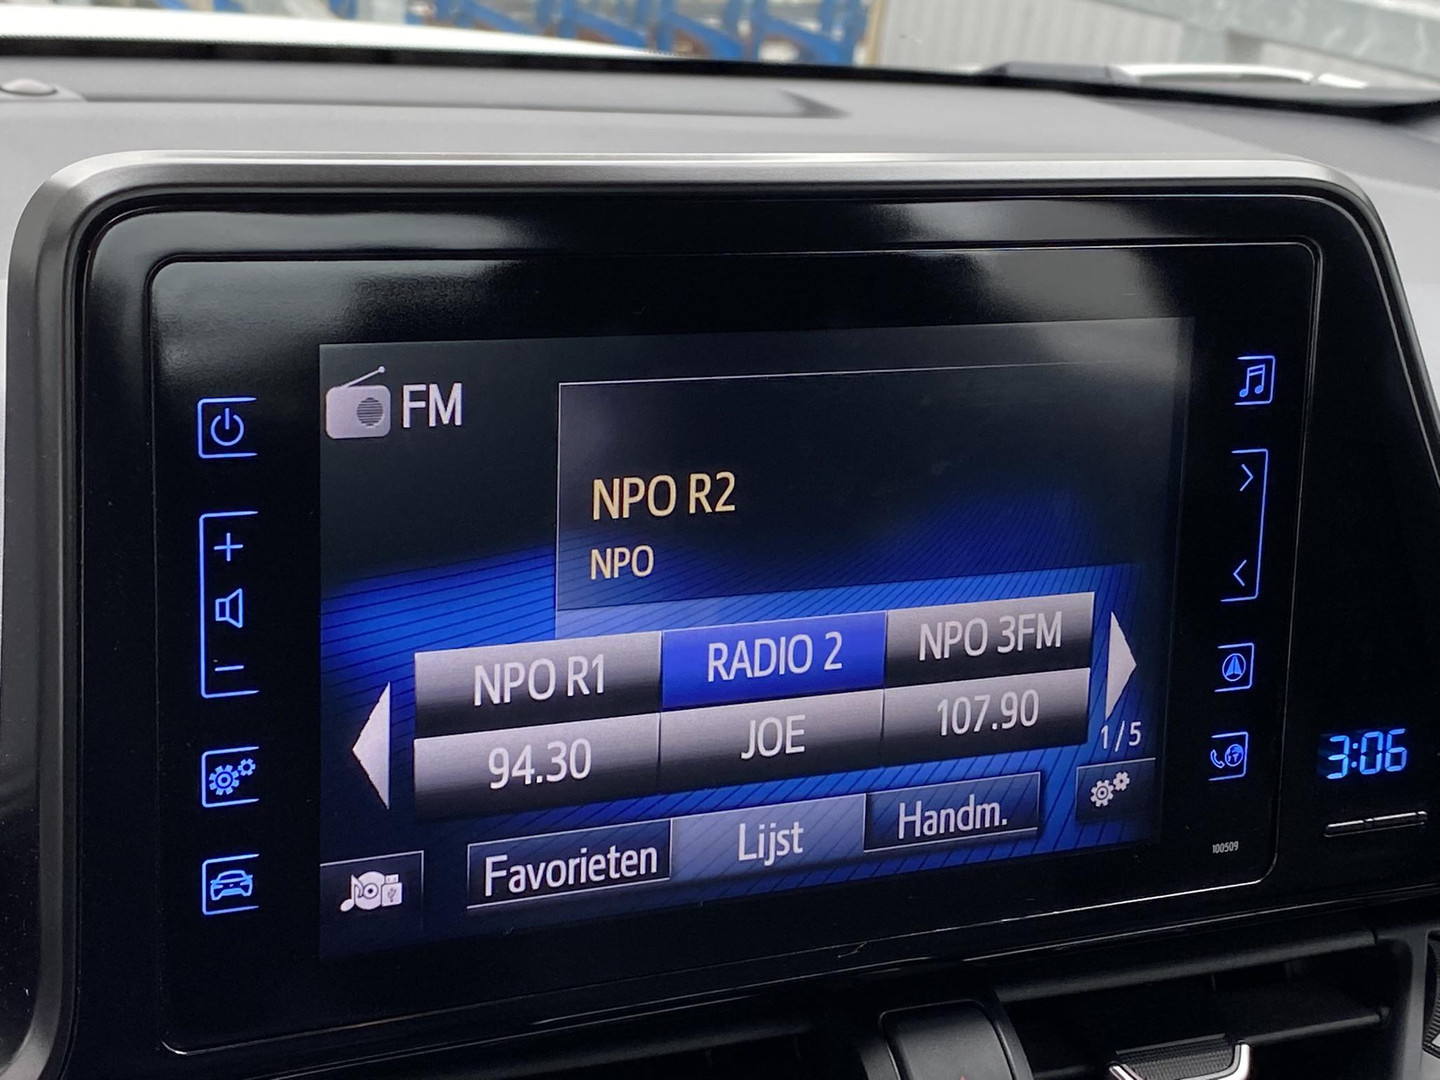 FM
NPO R2
NPO
NPO R1 RADIO 2 NPO 3FM
94.30 JOE 107.90
1/5
Favorieten Lijst Handm.
3:06
100509